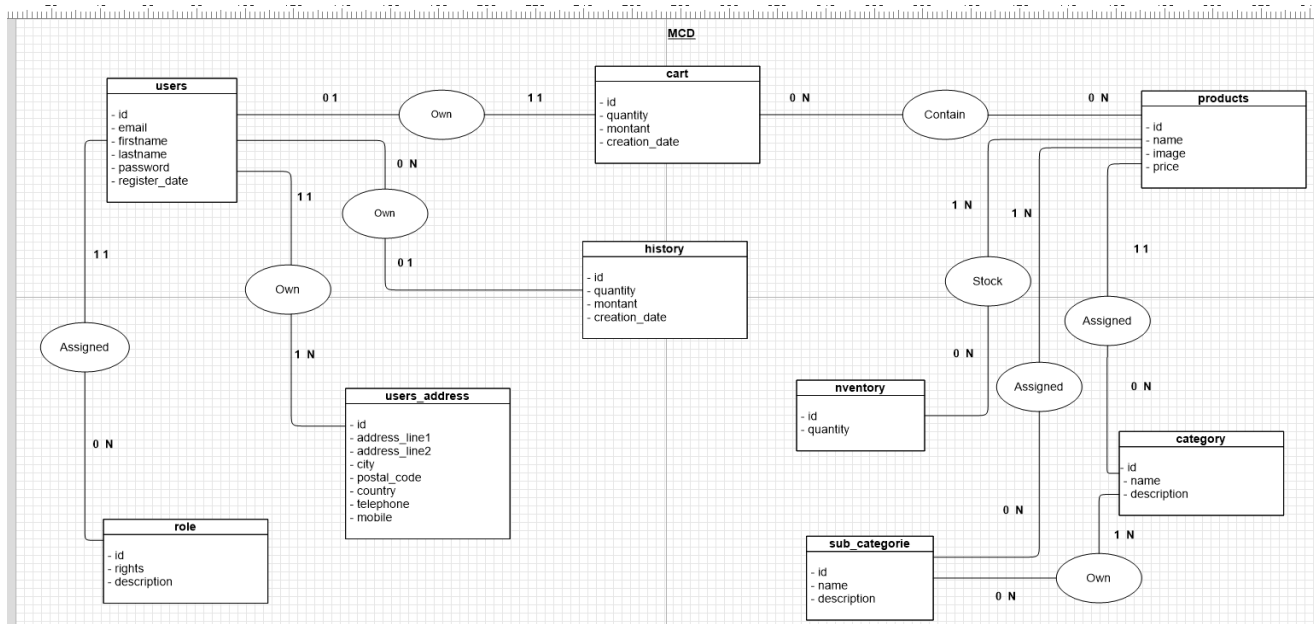 MCD
users
- id
- email
- firstname
- lastname
- password
- register_date
0 1
Own
1 1
cart
- id
- quantity
- montant
- creation_date
0 N
Contain
0 N
products
- id
- name
- image
- price
0 N
Own
0 1
history
- id
- quantity
- montant
- creation_date
1 1
Own
1 N
users_address
- id
- address_line1
- address_line2
- city
- postal_code
- country
- telephone
- mobile
1 1
Assigned
0 N
role
- id
- rights
- description
1 N
Stock
0 N
nventory
- id
- quantity
1 N
Assigned
0 N
sub_categorie
- id
- name
- description
1 1
Assigned
0 N
category
- id
- name
- description
1 N
Own
0 N